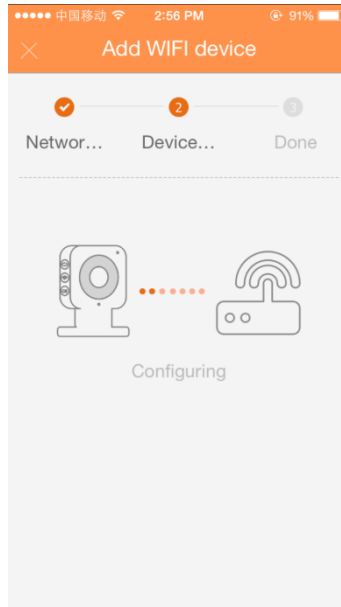 中国移动 2:56 PM 91%
Add WIFI device
2 3
Networ... Device... Done
Configuring